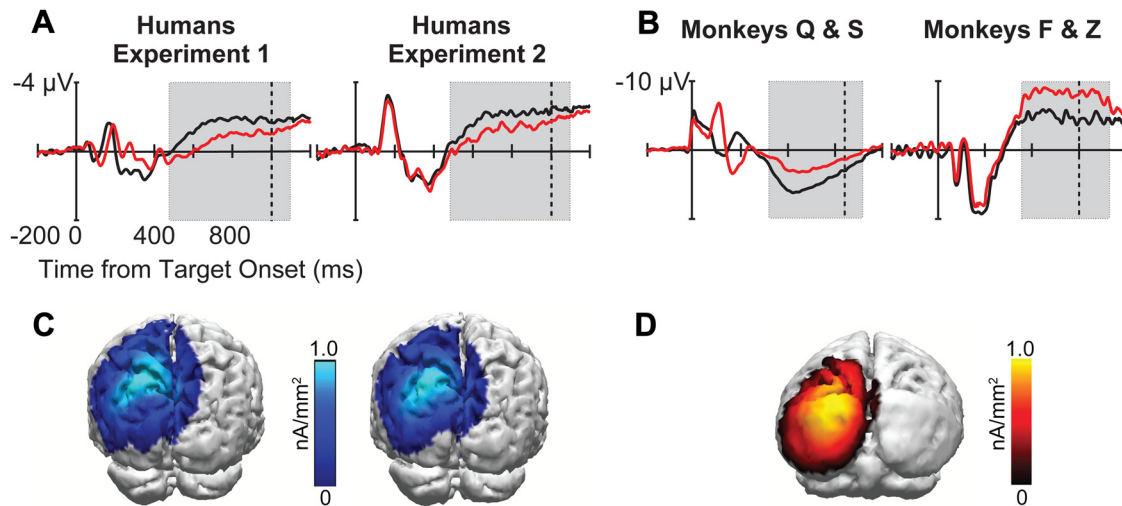 A
Humans
Experiment 1
Humans
Experiment 2
-4 µV
-200 0 400 800
Time from Target Onset (ms)
B
Monkeys Q & S
Monkeys F & Z
-10 µV
C
1.0
nA/mm²
0
D
1.0
nA/mm²
0